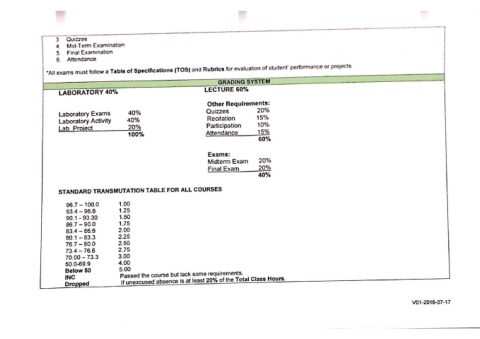 3 Quizzes
4 Mid-Term Examination
5 Final Examination
6 Attendance
*All exams must follow a Table of Specifications (TOS) and Rubrics for evaluation of student' performance or projects
GRADING SYSTEM
LABORATORY 40%
LECTURE 60%
Laboratory Exams 40%
Laboratory Activity 40%
Lab. Project 20%
100%
Other Requirements:
Quizzes 20%
Recitation 15%
Participation 10%
Attendance 15%
60%
Exams:
Midterm Exam 20%
Final Exam 20%
40%
STANDARD TRANSMUTATION TABLE FOR ALL COURSES
96.7 – 100.0 1.00
93.4 – 96.6 1.25
90.1 - 93.30 1.50
86.7 – 90.0 1.75
83.4 – 86.6 2.00
80.1 – 83.3 2.25
76.7 – 80.0 2.50
73.4 – 76.6 2.75
70.00 – 73.3 3.00
50.0-69.9 4.00
Below 50 5.00
INC Passed the course but lack some requirements.
Dropped If unexcused absence is at least 20% of the Total Class Hours.
V01-2018-07-17